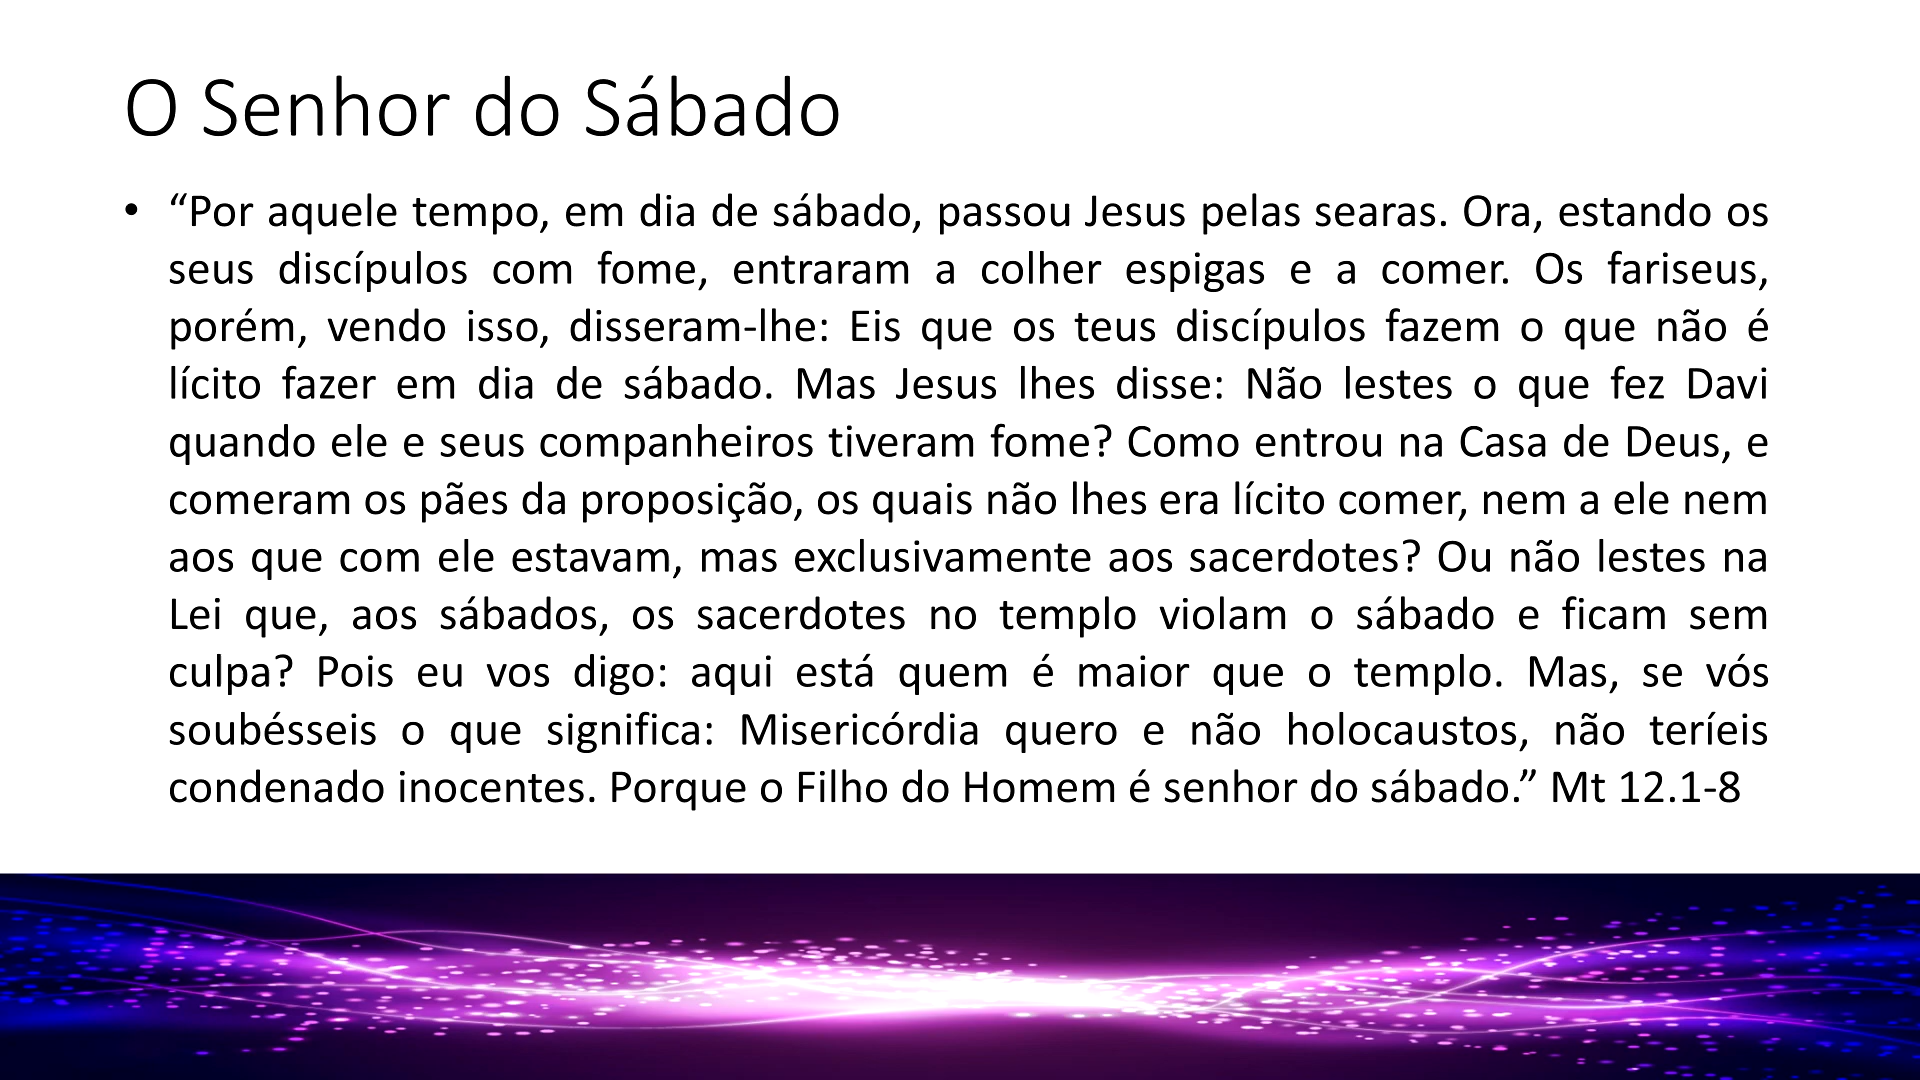 O Senhor do Sábado
• “Por aquele tempo, em dia de sábado, passou Jesus pelas searas. Ora, estando os
seus discípulos com fome, entraram a colher espigas e a comer. Os fariseus,
porém, vendo isso, disseram-lhe: Eis que os teus discípulos fazem o que não é
lícito fazer em dia de sábado. Mas Jesus lhes disse: Não lestes o que fez Davi
quando ele e seus companheiros tiveram fome? Como entrou na Casa de Deus, e
comeram os pães da proposição, os quais não lhes era lícito comer, nem a ele nem
aos que com ele estavam, mas exclusivamente aos sacerdotes? Ou não lestes na
Lei que, aos sábados, os sacerdotes no templo violam o sábado e ficam sem
culpa? Pois eu vos digo: aqui está quem é maior que o templo. Mas, se vós
soubésseis o que significa: Misericórdia quero e não holocaustos, não teríeis
condenado inocentes. Porque o Filho do Homem é senhor do sábado.” Mt 12.1-8